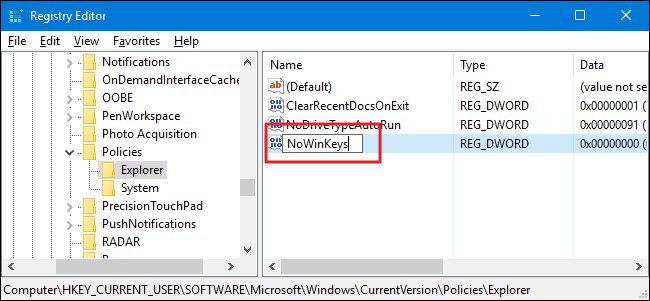 Registry Editor
File Edit View Favorites Help
Notifications
OnDemandInterfaceCache
OOBE
PenWorkspace
Photo Acquisition
Policies
Explorer
System
PrecisionTouchPad
PushNotifications
RADAR
Name Type Data
(Default) REG_SZ (value not se
ClearRecentDocsOnExit REG_DWORD 0x00000001 (
NoDriveTypeAutoRun REG_DWORD 0x00000091 (
NoWinKeys REG_DWORD 0x00000000 (
Computer\HKEY_CURRENT_USER\SOFTWARE\Microsoft\Windows\CurrentVersion\Policies\Explorer